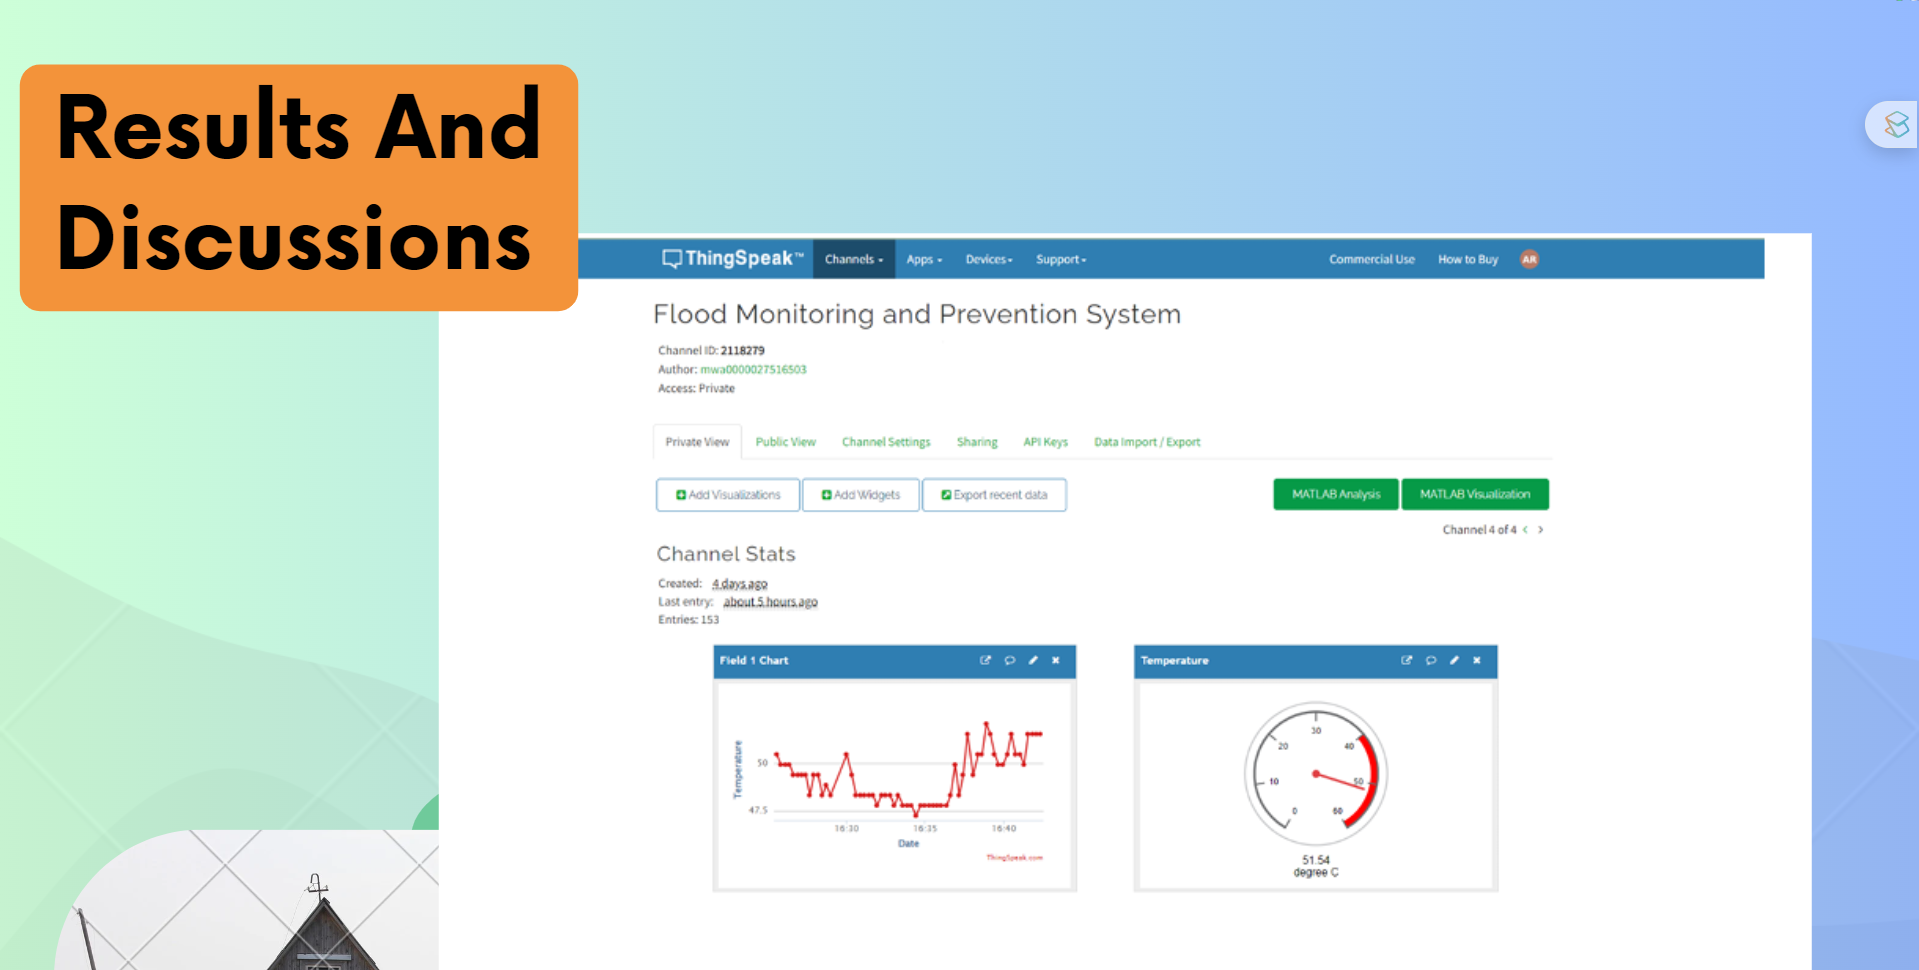 Results And
Discussions
ThingSpeak™ Channels Apps Devices Support Commercial Use How to Buy AR
Flood Monitoring and Prevention System
Channel ID: 2118279
Author: mwa0000027516503
Access: Private
Private View Public View Channel Settings Sharing API Keys Data Import / Export
Add Visualizations Add Widgets Export recent data MATLAB Analysis MATLAB Visualization
Channel 4 of 4 < >
Channel Stats
Created: 4 days ago
Last entry: about 5 hours ago
Entries: 153
Field 1 Chart
Temperature
50
47.5
16:30 16:35 16:40
Date
ThingSpeak.com
Temperature
30
20 40
10 50
0 60
51.54
degree C